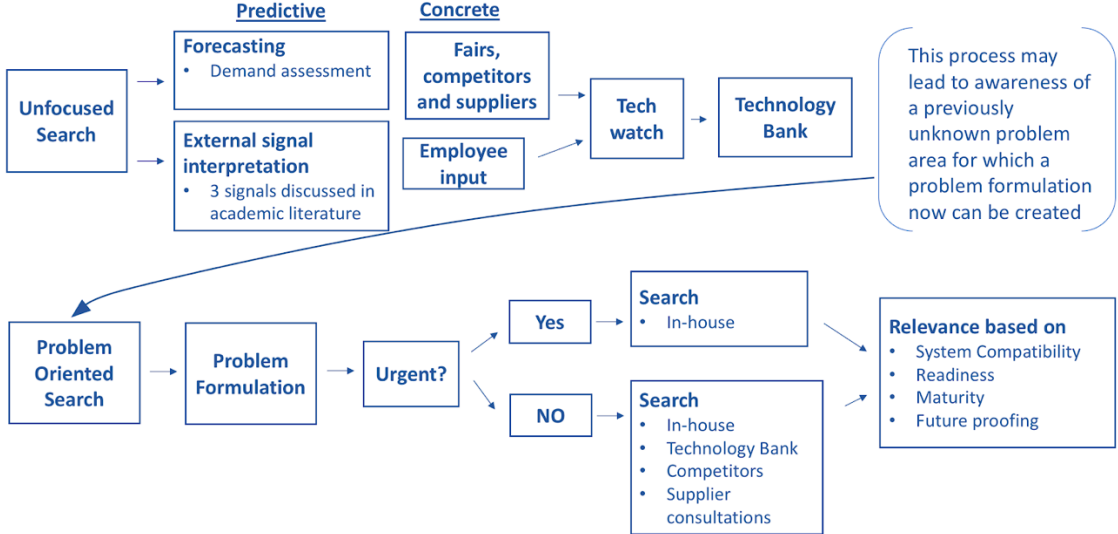 Predictive
Concrete
Unfocused
Search
Forecasting
• Demand assessment
External signal
interpretation
• 3 signals discussed in
academic literature
Fairs,
competitors
and suppliers
Employee
input
Tech
watch
Technology
Bank
This process may
lead to awareness of
a previously
unknown problem
area for which a
problem formulation
now can be created
Problem
Oriented
Search
Problem
Formulation
Urgent?
Yes
Search
• In-house
NO
Search
• In-house
• Technology Bank
• Competitors
• Supplier
consultations
Relevance based on
• System Compatibility
• Readiness
• Maturity
• Future proofing